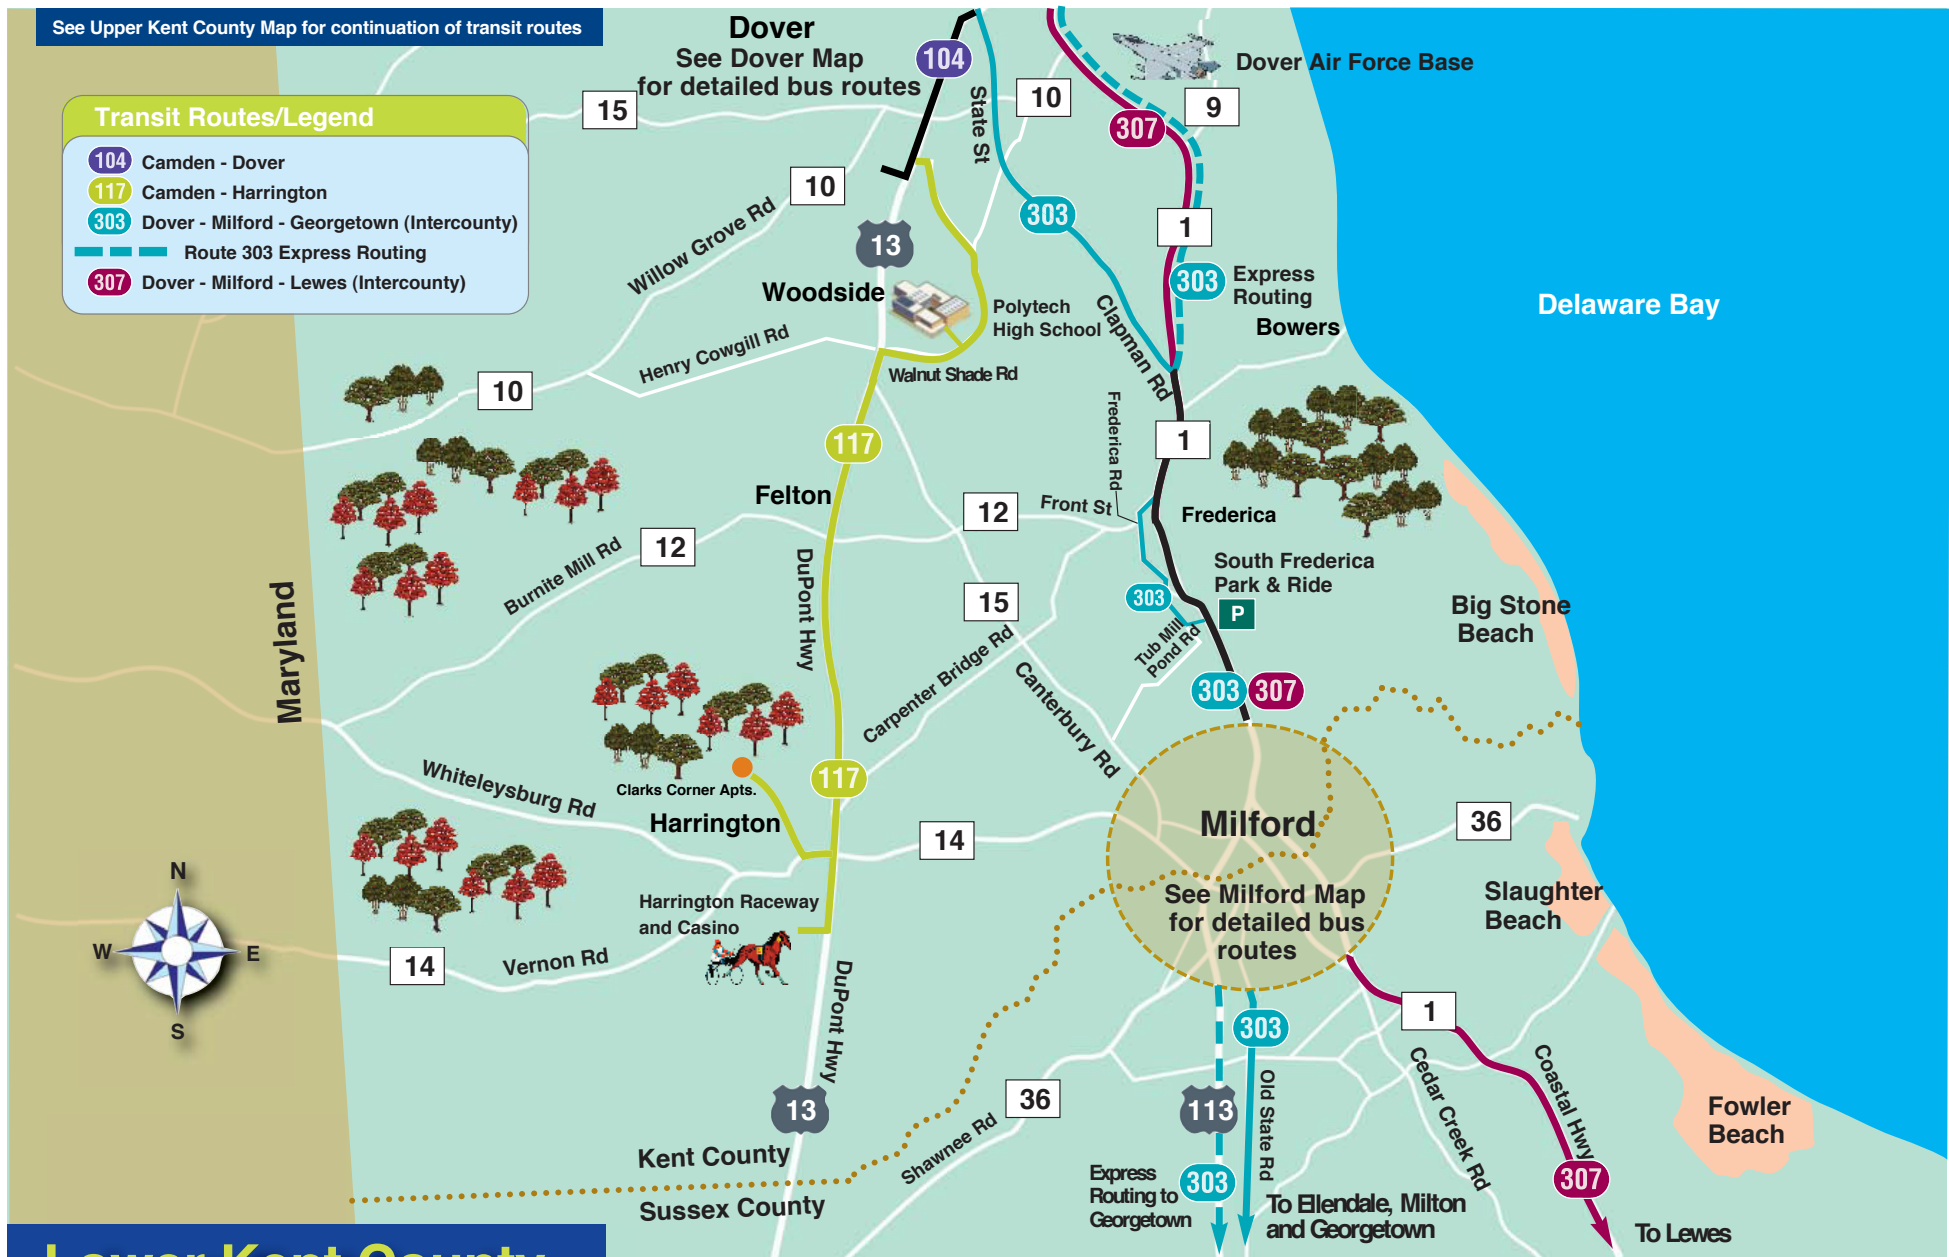 See Upper Kent County Map for continuation of transit routes
Dover
See Dover Map
for detailed bus routes
104
State St
10
15
Dover Air Force Base
9
307
Transit Routes/Legend
104 Camden - Dover
117 Camden - Harrington
303 Dover - Milford - Georgetown (Intercounty)
Route 303 Express Routing
307 Dover - Milford - Lewes (Intercounty)
10
Willow Grove Rd
13
303
1
303
Express
Routing
Bowers
Delaware Bay
Woodside
Polytech
High School
Clapman Rd
Henry Cowgill Rd
Walnut Shade Rd
10
117
Frederica Rd
1
Felton
12
Front St
Frederica
12
Burnite Mill Rd
DuPont Hwy
South Frederica
Park & Ride
P
303
15
Big Stone
Beach
Maryland
Tub Mill
Pond Rd
Carpenter Bridge Rd
Canterbury Rd
303
307
Whiteleysburg Rd
Clarks Corner Apts.
117
Harrington
14
Milford
36
See Milford Map
for detailed bus
routes
Slaughter
Beach
Harrington Raceway
and Casino
N
W
E
S
14
Vernon Rd
DuPont Hwy
1
303
Cedar Creek Rd
Coastal Hwy
Old State Rd
113
13
36
Shawnee Rd
Fowler
Beach
Kent County
Sussex County
Express
Routing to
Georgetown
303
To Ellendale, Milton
and Georgetown
307
To Lewes
Lower Kent County